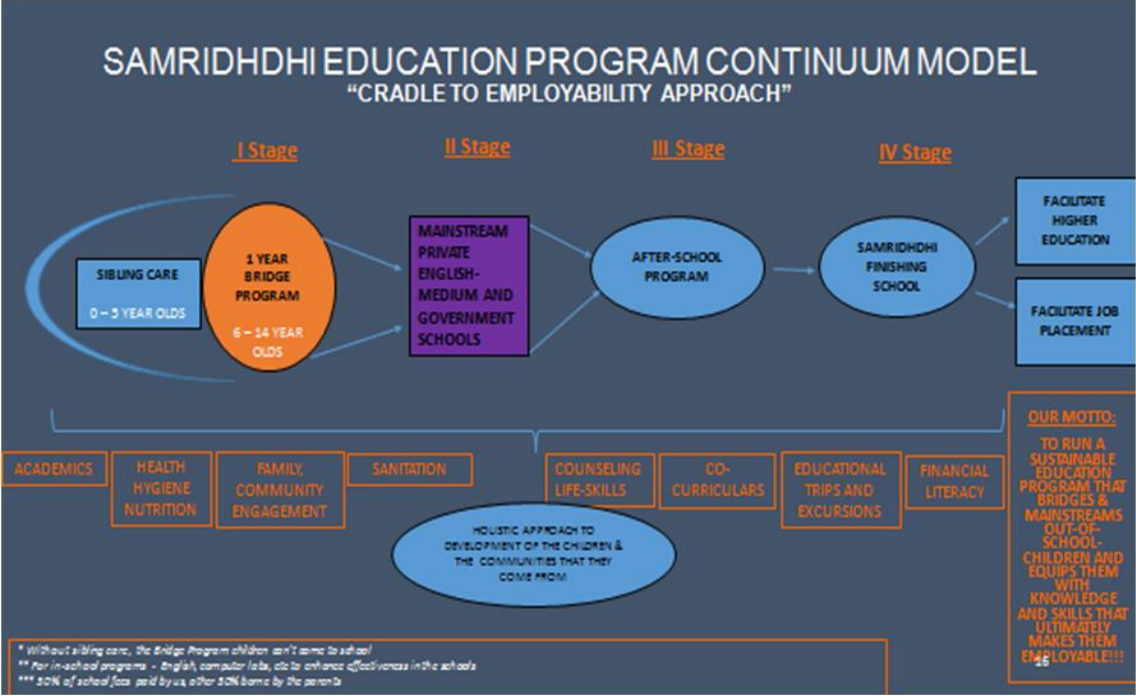 SAMRIDHDHI EDUCATION PROGRAM CONTINUUM MODEL
"CRADLE TO EMPLOYABILITY APPROACH"
I Stage
II Stage
III Stage
IV Stage
SIBLING CARE
0 – 5 YEAR OLDS
1 YEAR
BRIDGE
PROGRAM
6 – 14 YEAR
OLDS
MAINSTREAM
PRIVATE
ENGLISH-
MEDIUM AND
GOVERNMENT
SCHOOLS
AFTER-SCHOOL
PROGRAM
SAMRIDHDHI
FINISHING
SCHOOL
FACILITATE
HIGHER
EDUCATION
FACILITATE JOB
PLACEMENT
ACADEMICS
HEALTH
HYGIENE
NUTRITION
FAMILY,
COMMUNITY
ENGAGEMENT
SANITATION
COUNSELING
LIFE-SKILLS
CO-
CURRICULARS
EDUCATIONAL
TRIPS AND
EXCURSIONS
FINANCIAL
LITERACY
HOLISTIC APPROACH TO
DEVELOPMENT OF THE CHILDREN &
THE COMMUNITIES THAT THEY
COME FROM
OUR MOTTO:
TO RUN A
SUSTAINABLE
EDUCATION
PROGRAM THAT
BRIDGES &
MAINSTREAMS
OUT-OF-
SCHOOL-
CHILDREN AND
EQUIPS THEM
WITH
KNOWLEDGE
AND SKILLS THAT
ULTIMATELY
MAKES THEM
EMPLOYABLE!!!
16
* Without sibling care, the Bridge Program children can't come to school
** For in-school programs - English, computer labs, etc to enhance effectiveness in the schools
*** 50% of school fees paid by us, other 50% borne by the parents